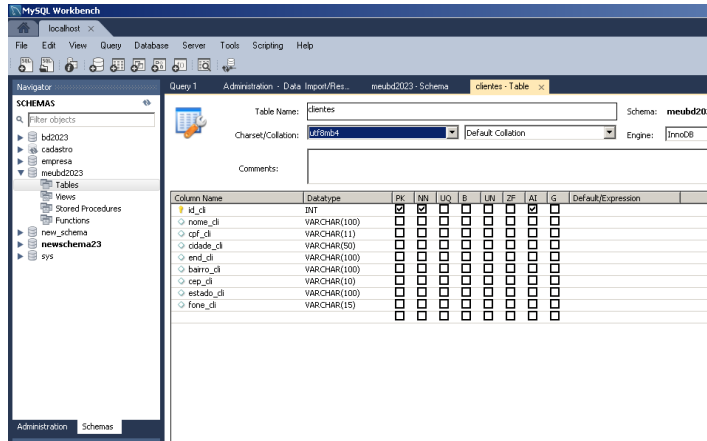 MySQL Workbench
localhost ×
File Edit View Query Database Server Tools Scripting Help
Navigator
SCHEMAS
Filter objects
bd2023
cadastro
empresa
meubd2023
Tables
Views
Stored Procedures
Functions
new_schema
newschema23
sys
Administration Schemas
Query 1 Administration - Data Import/Res... meubd2023 - Schema clientes - Table ×
Table Name: clientes Schema: meubd20
Charset/Collation: utf8mb4 Default Collation Engine: InnoDB
Comments:
Column Name Datatype PK NN UQ B UN ZF AI G Default/Expression
id_cli INT
nome_cli VARCHAR(100)
cpf_cli VARCHAR(11)
cidade_cli VARCHAR(50)
end_cli VARCHAR(100)
bairro_cli VARCHAR(100)
cep_cli VARCHAR(10)
estado_cli VARCHAR(100)
fone_cli VARCHAR(15)